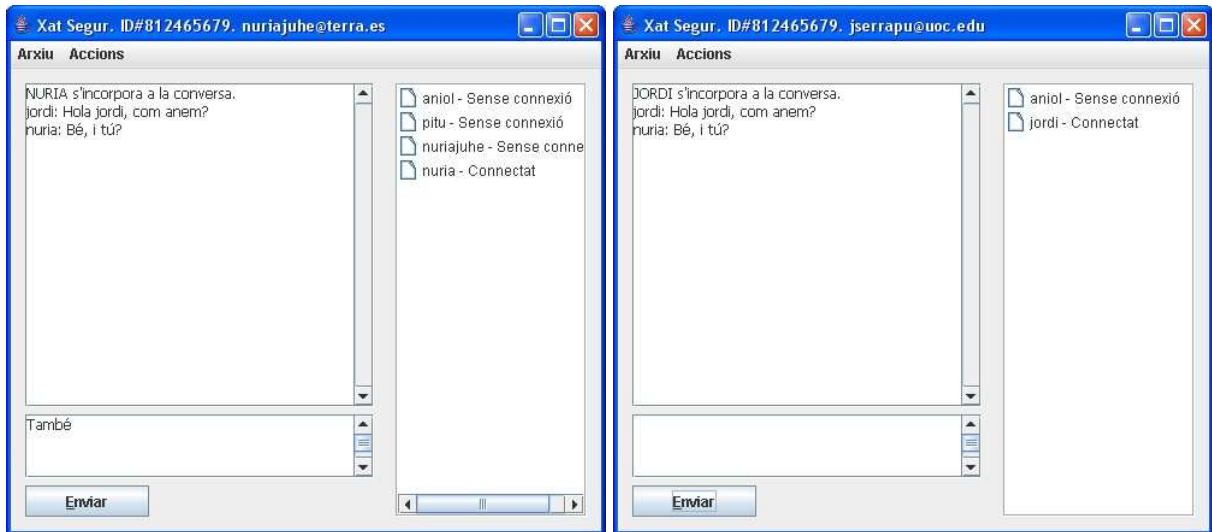 Xat Segur. ID#812465679. nuriajuhe@terra.es
Arxiu Accions
NURIA s'incorpora a la conversa.
jordi: Hola jordi, com anem?
nuria: Bé, i tú?
aniol - Sense connexió
pitu - Sense connexió
nuriajuhe - Sense conne
nuria - Connectat
També
Enviar
Xat Segur. ID#812465679. jserrapu@uoc.edu
Arxiu Accions
JORDI s'incorpora a la conversa.
jordi: Hola jordi, com anem?
nuria: Bé, i tú?
aniol - Sense connexió
jordi - Connectat
Enviar